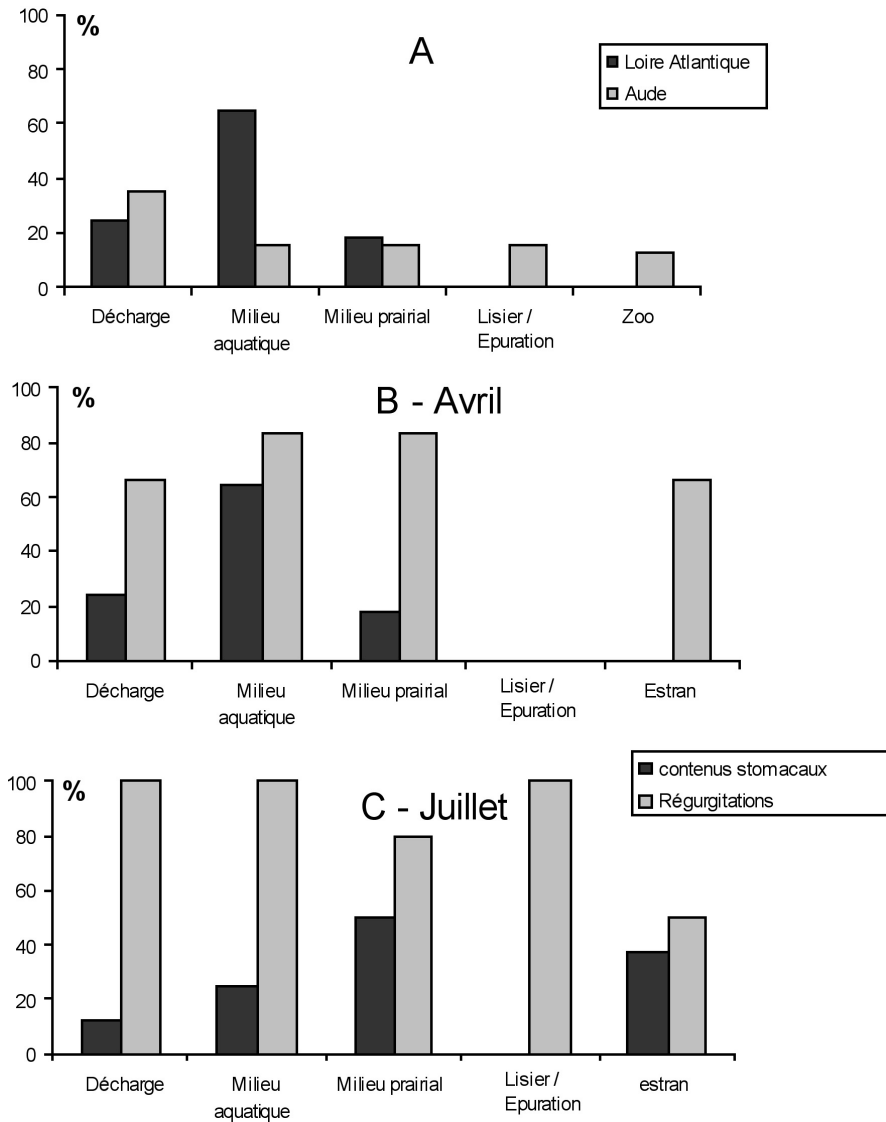 100
%
A
Loire Atlantique
Aude
80
60
40
20
0
Décharge
Milieu
aquatique
Milieu prairial
Lisier /
Epuration
Zoo
100
%
B - Avril
80
60
40
20
0
Décharge
Milieu
aquatique
Milieu prairial
Lisier /
Epuration
Estran
contenus stomacaux
Régurgitations
100
%
C - Juillet
80
60
40
20
0
Décharge
Milieu
aquatique
Milieu prairial
Lisier /
Epuration
estran